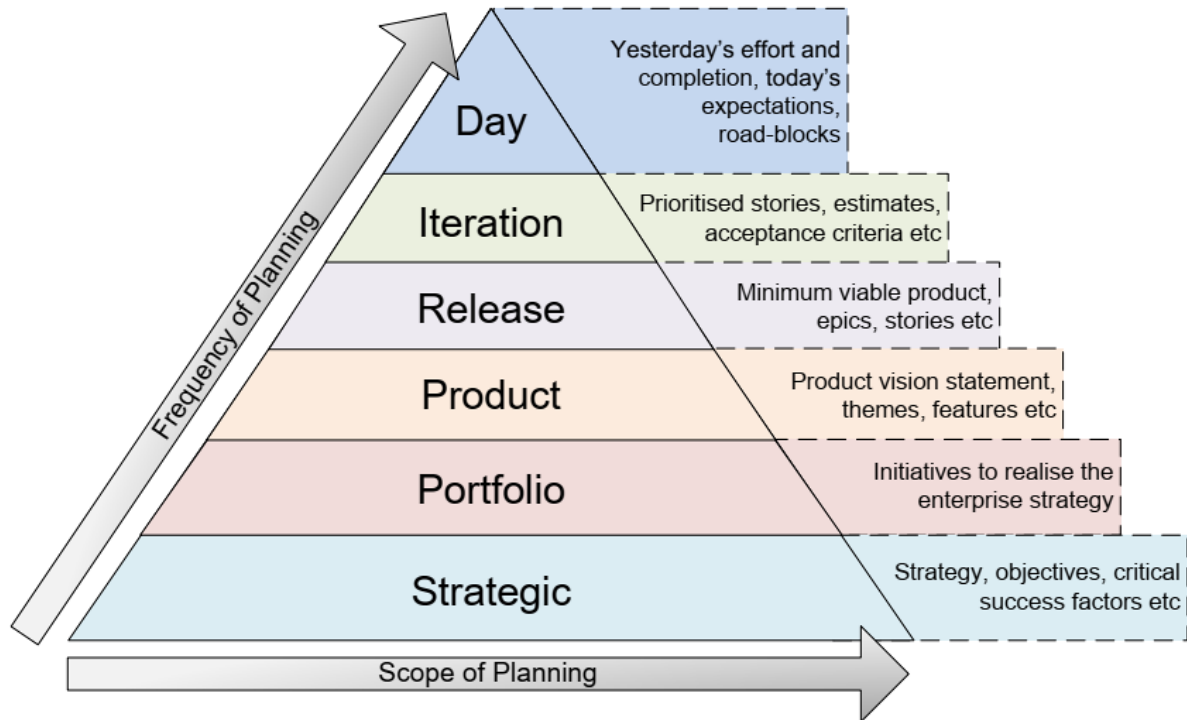 Frequency of Planning
Day
Yesterday's effort and
completion, today's
expectations,
road-blocks
Iteration
Prioritised stories, estimates,
acceptance criteria etc
Release
Minimum viable product,
epics, stories etc
Product
Product vision statement,
themes, features etc
Portfolio
Initiatives to realise the
enterprise strategy
Strategic
Strategy, objectives, critical
success factors etc
Scope of Planning